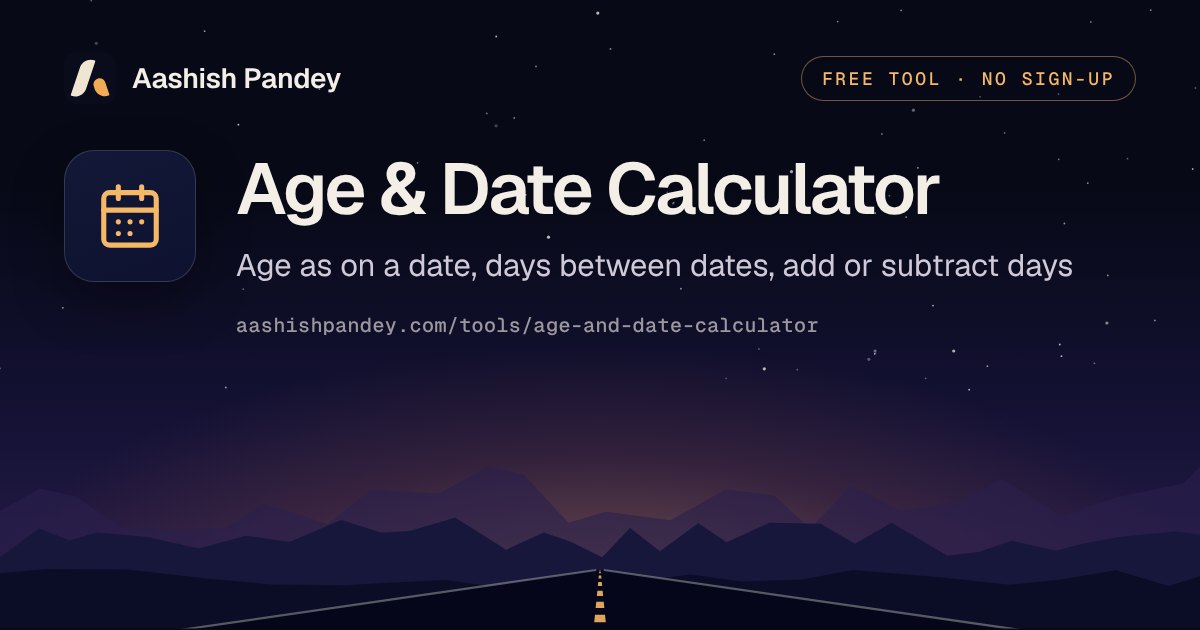 Aashish Pandey
FREE TOOL · NO SIGN-UP
Age & Date Calculator
Age as on a date, days between dates, add or subtract days
aashishpandey.com/tools/age-and-date-calculator